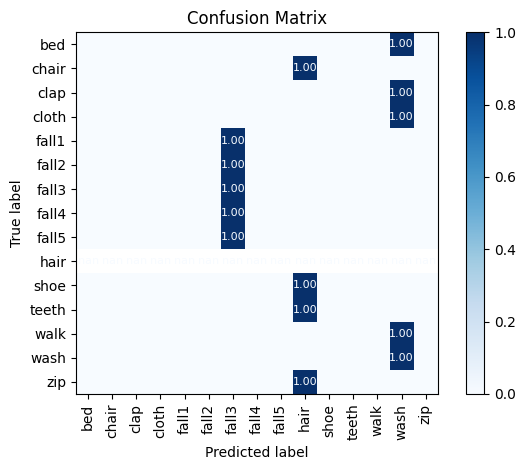 Confusion Matrix
True label
bed 1.00
chair 1.00
clap 1.00
cloth 1.00
fall1 1.00
fall2 1.00
fall3 1.00
fall4 1.00
fall5 1.00
hair
shoe 1.00
teeth 1.00
walk 1.00
wash 1.00
zip 1.00
bed chair clap cloth fall1 fall2 fall3 fall4 fall5 hair shoe teeth walk wash zip
Predicted label
1.0
0.8
0.6
0.4
0.2
0.0